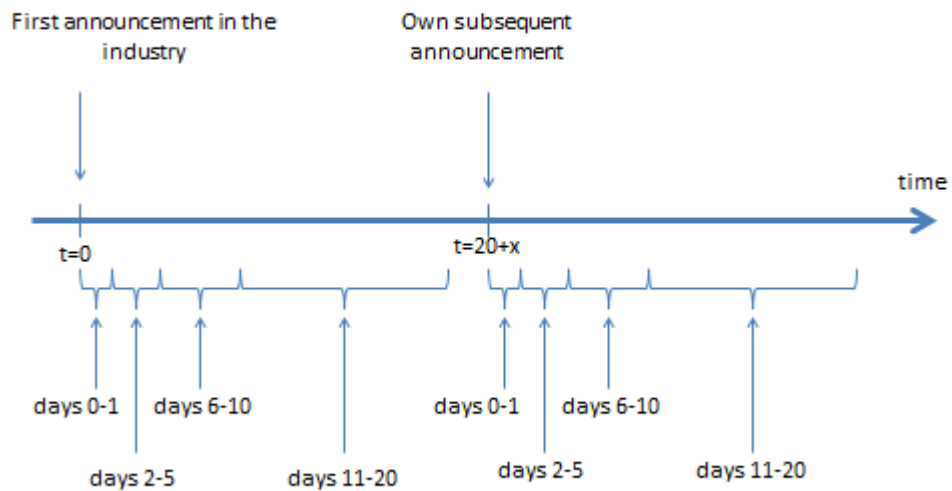 First announcement in the
industry
Own subsequent
announcement
time
t=0
t=20+x
days 0-1
days 6-10
days 0-1
days 6-10
days 2-5
days 11-20
days 2-5
days 11-20